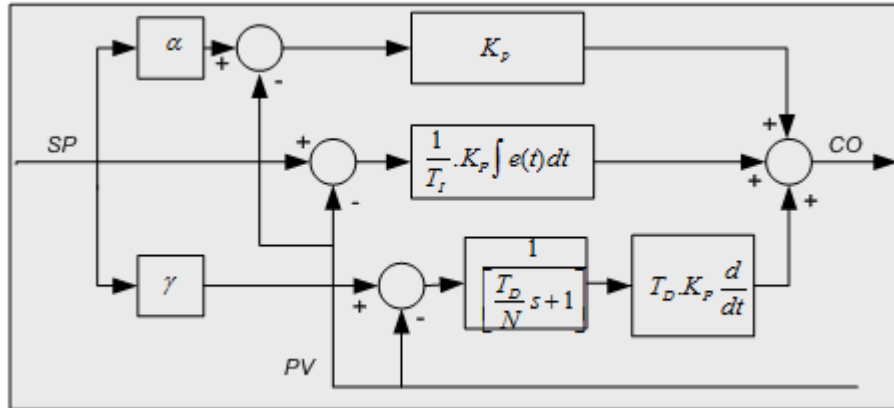 α
+
-
K_P
+
SP
+
-
1/T_I .K_P ∫ e(t)dt
+
CO
+
γ
+
-
1/[T_D/N s+1]
T_D.K_P d/dt
PV